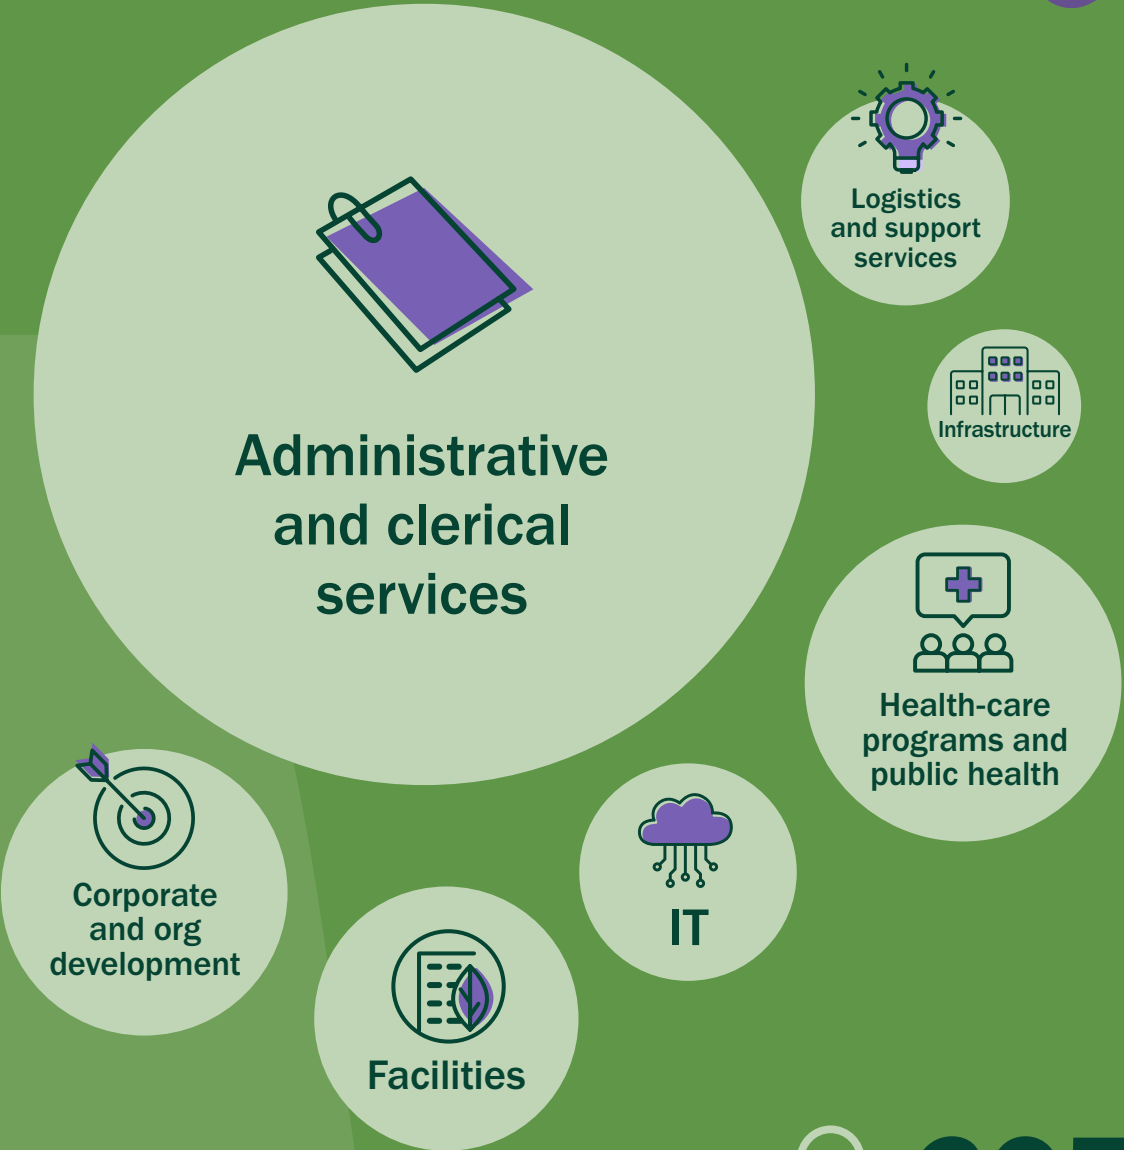 Logistics
and support
services
Infrastructure
Administrative
and clerical
services
Health-care
programs and
public health
Corporate
and org
development
IT
Facilities